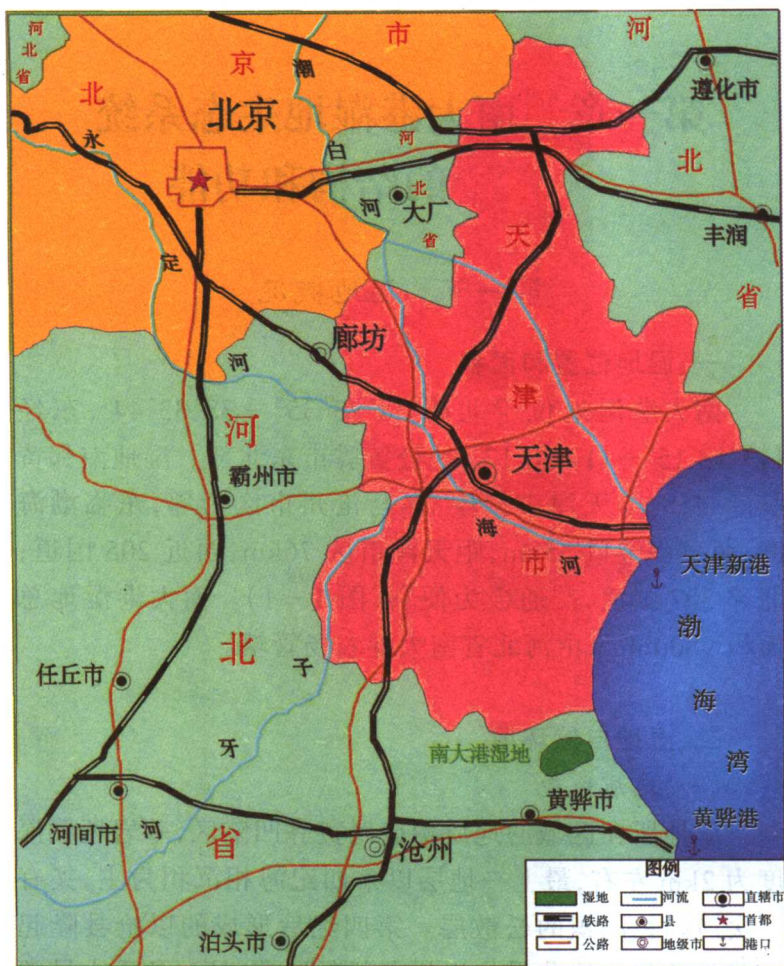 河北省
北京市
河北省
北京
潮白河
永定河
河北省
大厂
遵化市
丰润
天津市
廊坊
霸州市
天津
海河
天津新港
渤海湾
河北省
任丘市
子牙河
南大港湿地
黄骅市
黄骅港
河间市
沧州
泊头市
图例
湿地 河流 直辖市
铁路 县 首都
公路 地级市 港口